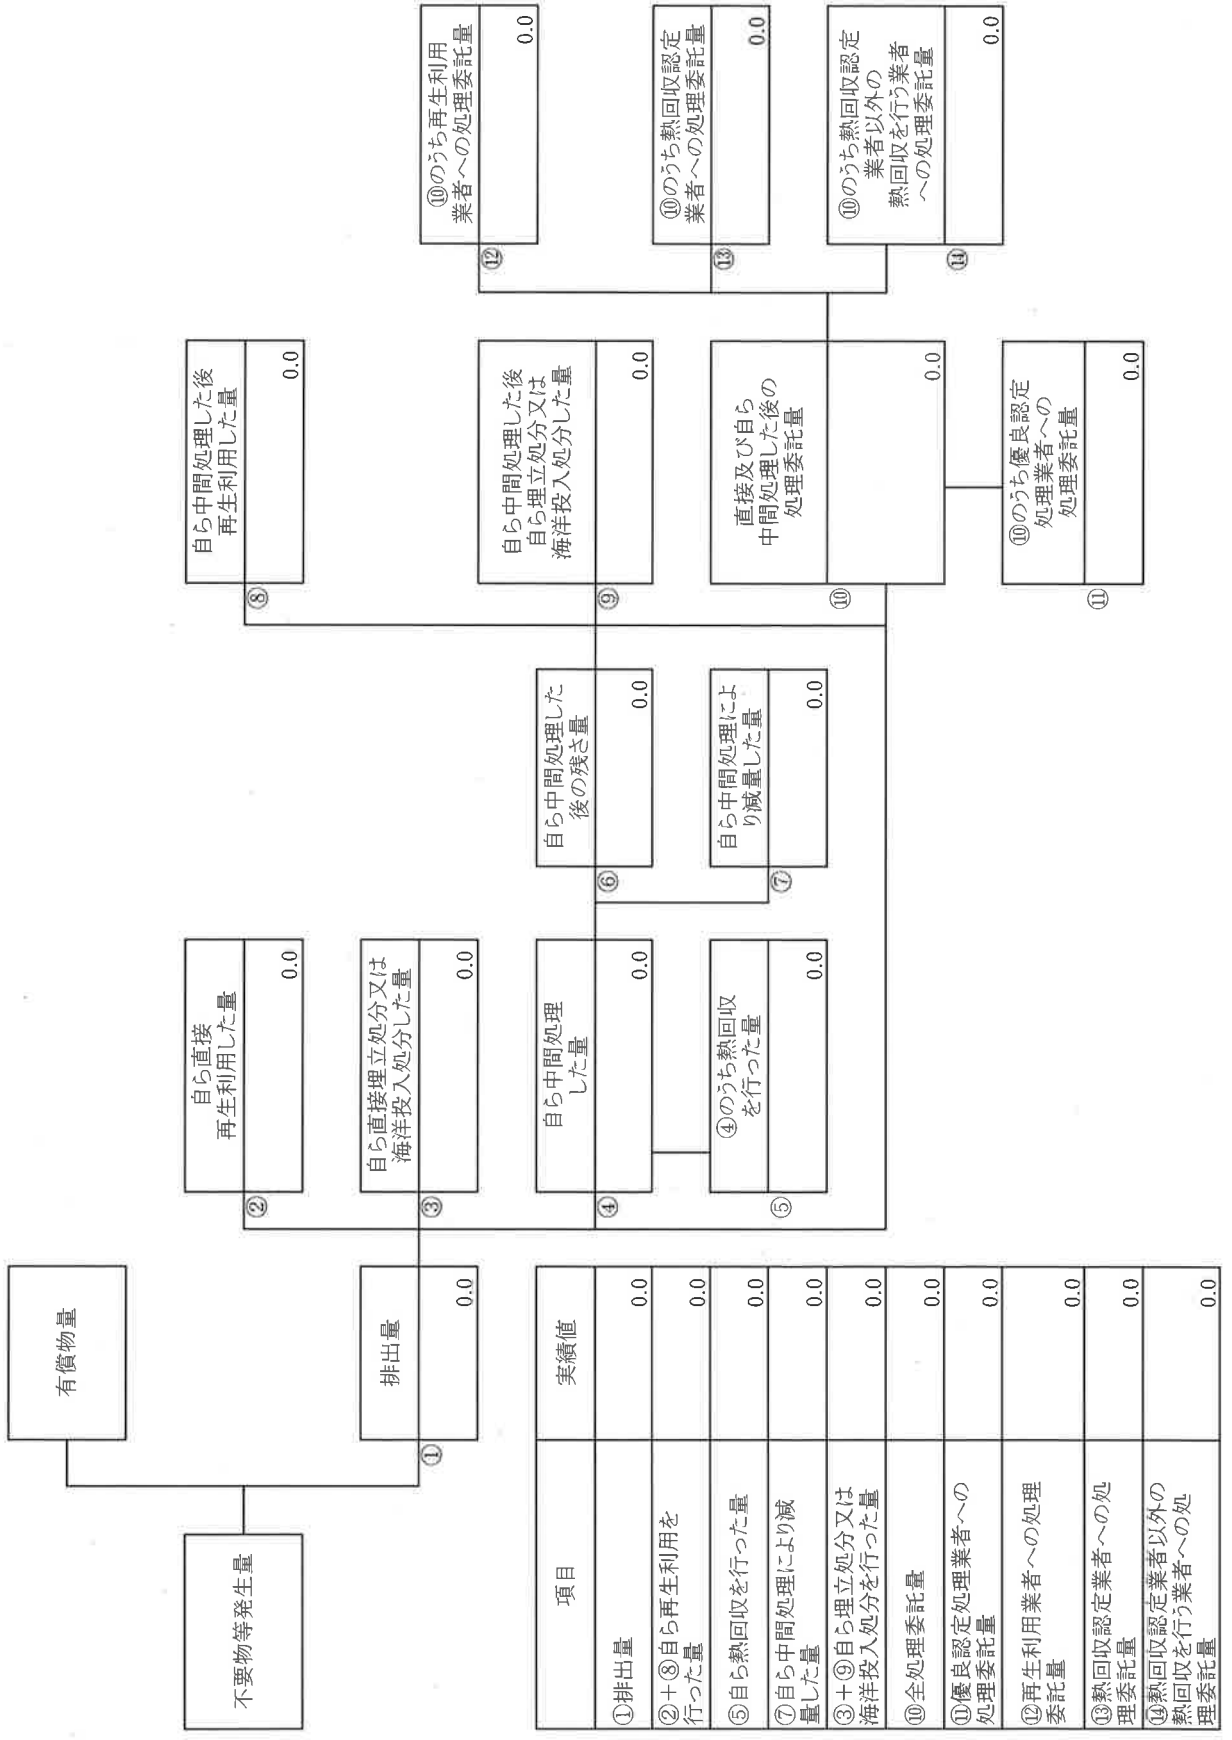 不要物等発生量
有償物量
①
排出量
0.0
②
自ら直接
再生利用した量
0.0
③
自ら直接埋立処分又は
海洋投入処分した量
0.0
④
自ら中間処理
した量
0.0
⑤
④のうち熱回収
を行った量
0.0
⑥
自ら中間処理した
後の残さ量
0.0
⑦
自ら中間処理によ
り減量した量
0.0
⑧
自ら中間処理した後
再生利用した量
0.0
⑨
自ら中間処理した後
自ら埋立処分又は
海洋投入処分した量
0.0
⑩
直接及び自ら
中間処理した後の
処理委託量
0.0
⑪
⑩のうち優良認定
処理業者への
処理委託量
0.0
⑫
⑩のうち再生利用
業者への処理委託量
0.0
⑬
⑩のうち熱回収認定
業者への処理委託量
0.0
⑭
⑩のうち熱回収認定
業者以外の
熱回収を行う業者
への処理委託量
0.0
項目 実績値
①排出量 0.0
②+⑧自ら再生利用を
行った量 0.0
⑤自ら熱回収を行った量 0.0
⑦自ら中間処理により減
量した量 0.0
③+⑨自ら埋立処分又は
海洋投入処分を行った量 0.0
⑩全処理委託量 0.0
⑪優良認定処理業者への
処理委託量 0.0
⑫再生利用業者への処理
委託量 0.0
⑬熱回収認定業者への処
理委託量 0.0
⑭熱回収認定業者以外の
熱回収を行う業者への処
理委託量 0.0